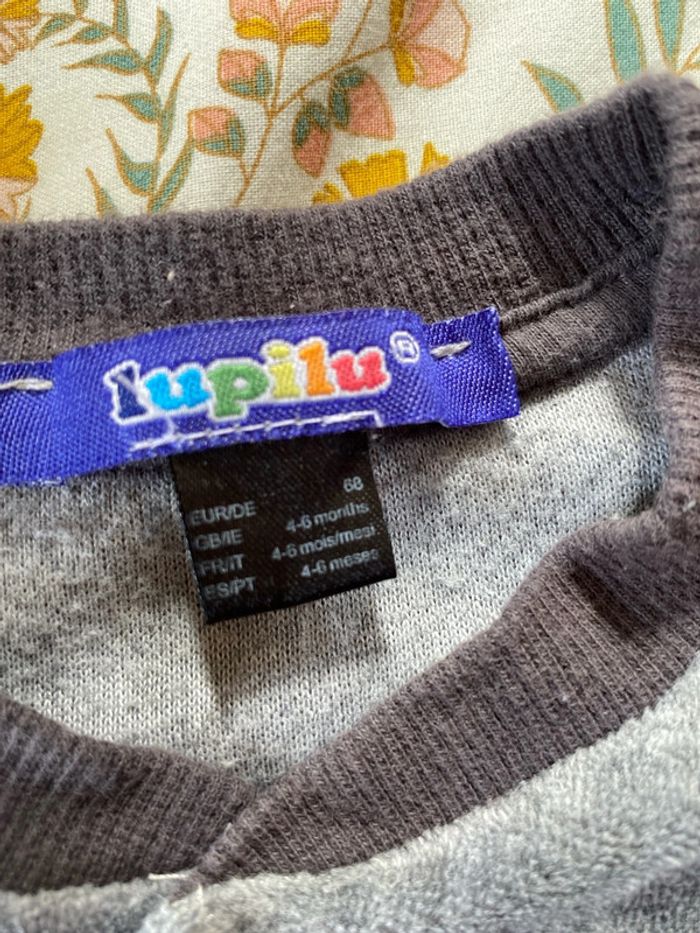 lupilu®
EUR/DE 68
GB/IE 4-6 months
FR/IT 4-6 mois/mesi
ES/PT 4-6 meses